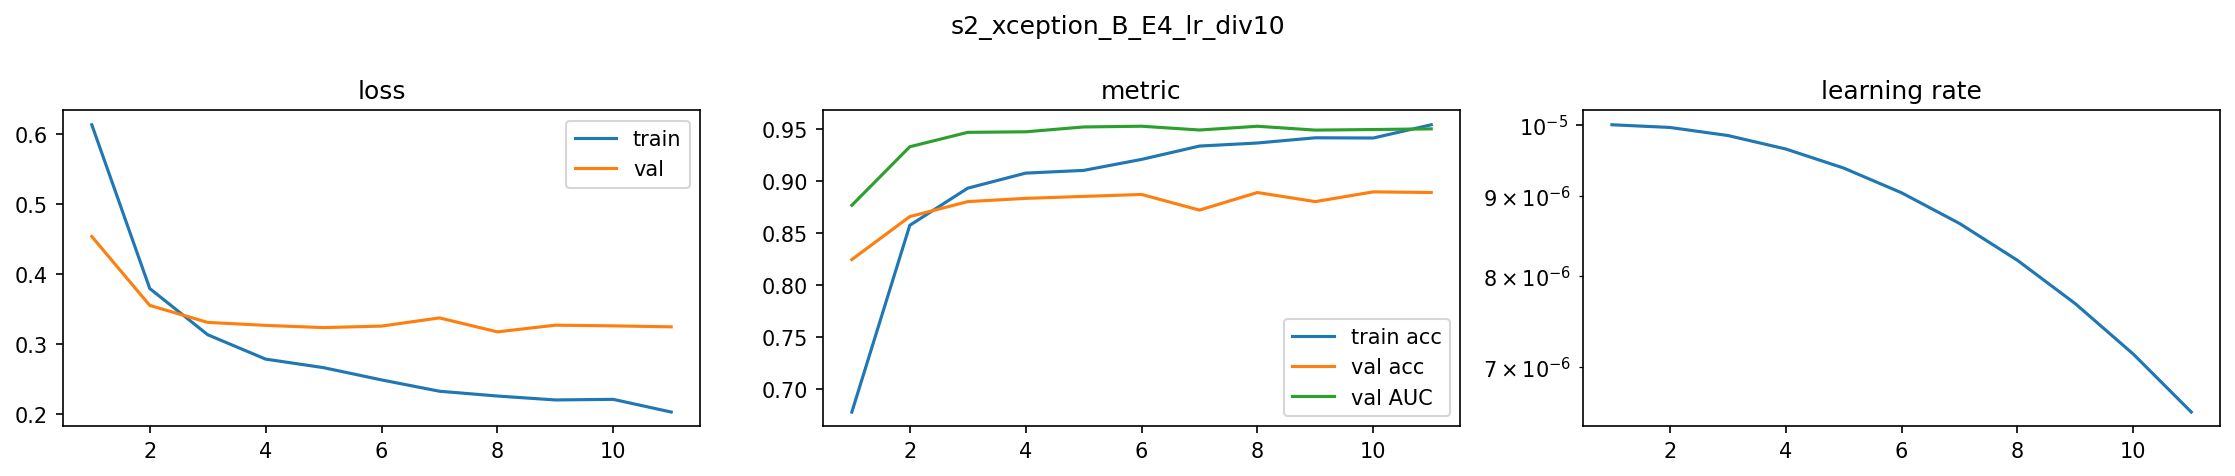 s2_xception_B_E4_lr_div10
loss
0.6
0.5
0.4
0.3
0.2
2
4
6
8
10
train
val
metric
0.95
0.90
0.85
0.80
0.75
0.70
2
4
6
8
10
train acc
val acc
val AUC
learning rate
10⁻⁵
9 × 10⁻⁶
8 × 10⁻⁶
7 × 10⁻⁶
2
4
6
8
10